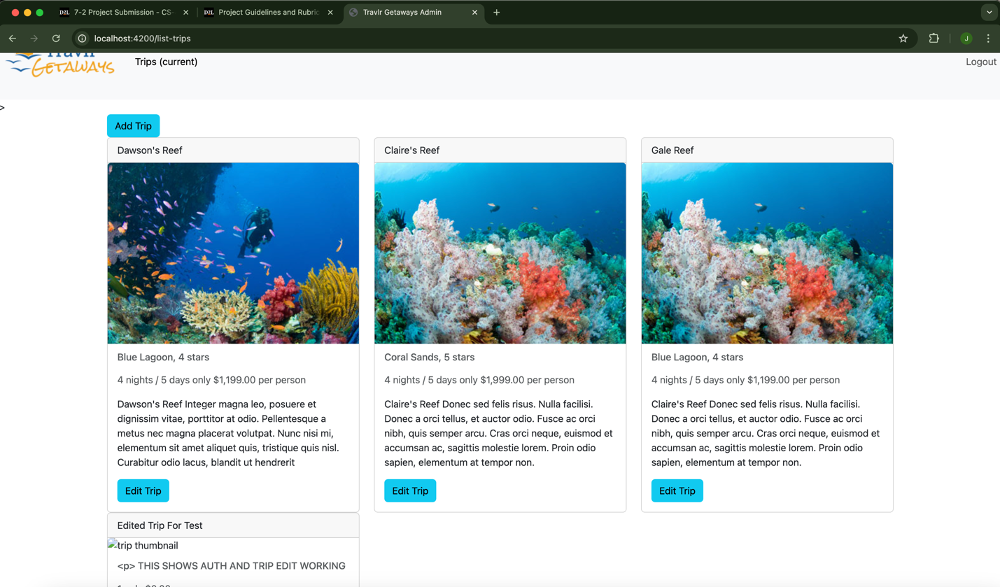 7-2 Project Submission - CS-
Project Guidelines and Rubric
Travlr Getaways Admin
localhost:4200/list-trips
J
Travlr
GETAWAYS
Trips (current)
Logout
>
Add Trip
Dawson's Reef
Blue Lagoon, 4 stars
4 nights / 5 days only $1,199.00 per person
Dawson's Reef Integer magna leo, posuere et
dignissim vitae, porttitor at odio. Pellentesque a
metus nec magna placerat volutpat. Nunc nisi mi,
elementum sit amet aliquet quis, tristique quis nisl.
Curabitur odio lacus, blandit ut hendrerit
Edit Trip
Claire's Reef
Coral Sands, 5 stars
4 nights / 5 days only $1,999.00 per person
Claire's Reef Donec sed felis risus. Nulla facilisi.
Donec a orci tellus, et auctor odio. Fusce ac orci
nibh, quis semper arcu. Cras orci neque, euismod et
accumsan ac, sagittis molestie lorem. Proin odio
sapien, elementum at tempor non.
Edit Trip
Gale Reef
Blue Lagoon, 4 stars
4 nights / 5 days only $1,199.00 per person
Claire's Reef Donec sed felis risus. Nulla facilisi.
Donec a orci tellus, et auctor odio. Fusce ac orci
nibh, quis semper arcu. Cras orci neque, euismod et
accumsan ac, sagittis molestie lorem. Proin odio
sapien, elementum at tempor non.
Edit Trip
Edited Trip For Test
trip thumbnail
<p> THIS SHOWS AUTH AND TRIP EDIT WORKING